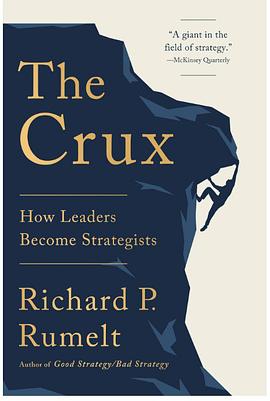 “A giant in the
field of strategy.”
—McKinsey Quarterly
The
Crux
How Leaders
Become Strategists
Richard P.
Rumelt
Author of Good Strategy/Bad Strategy